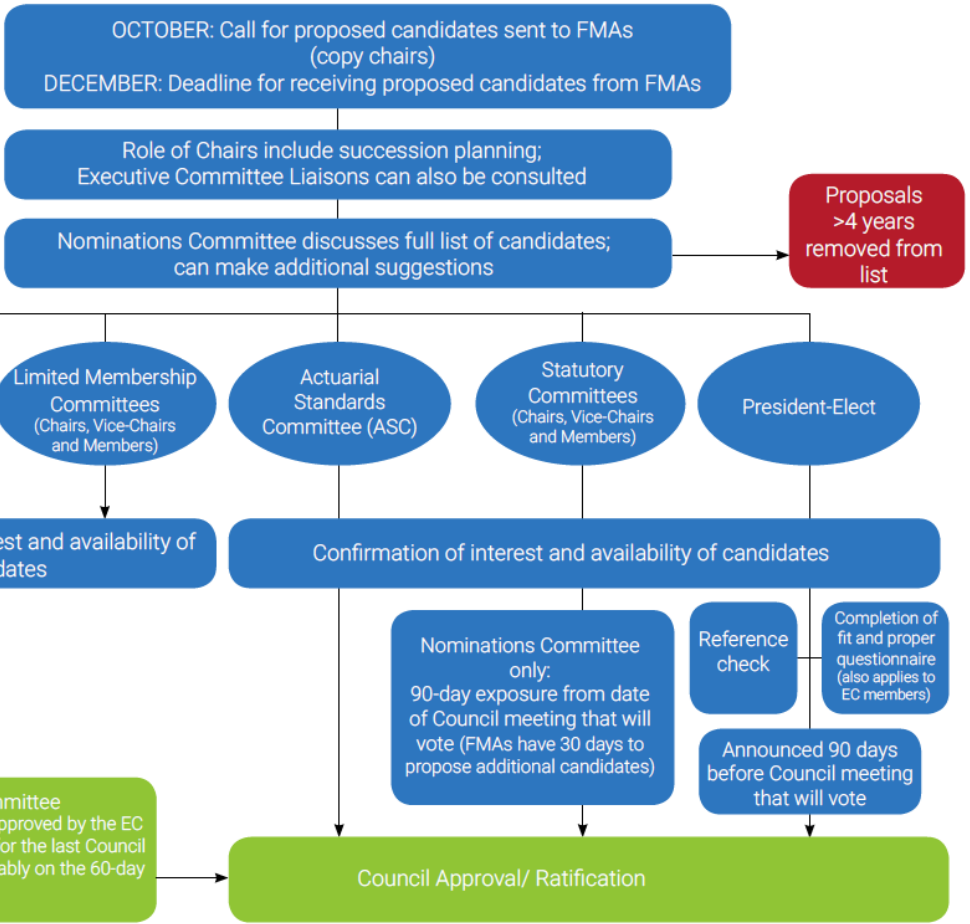 OCTOBER: Call for proposed candidates sent to FMAs
(copy chairs)
DECEMBER: Deadline for receiving proposed candidates from FMAs
Role of Chairs include succession planning;
Executive Committee Liaisons can also be consulted
Nominations Committee discusses full list of candidates;
can make additional suggestions
Proposals
>4 years
removed from
list
Limited Membership
Committees
(Chairs, Vice-Chairs
and Members)
Actuarial
Standards
Committee (ASC)
Statutory
Committees
(Chairs, Vice-Chairs
and Members)
President-Elect
est and availability of
dates
Confirmation of interest and availability of candidates
Nominations Committee
only:
90-day exposure from date
of Council meeting that will
vote (FMAs have 30 days to
propose additional candidates)
Reference
check
Completion of
fit and proper
questionnaire
(also applies to
EC members)
Announced 90 days
before Council meeting
that will vote
mmittee
approved by the EC
for the last Council
ably on the 60-day
Council Approval/ Ratification